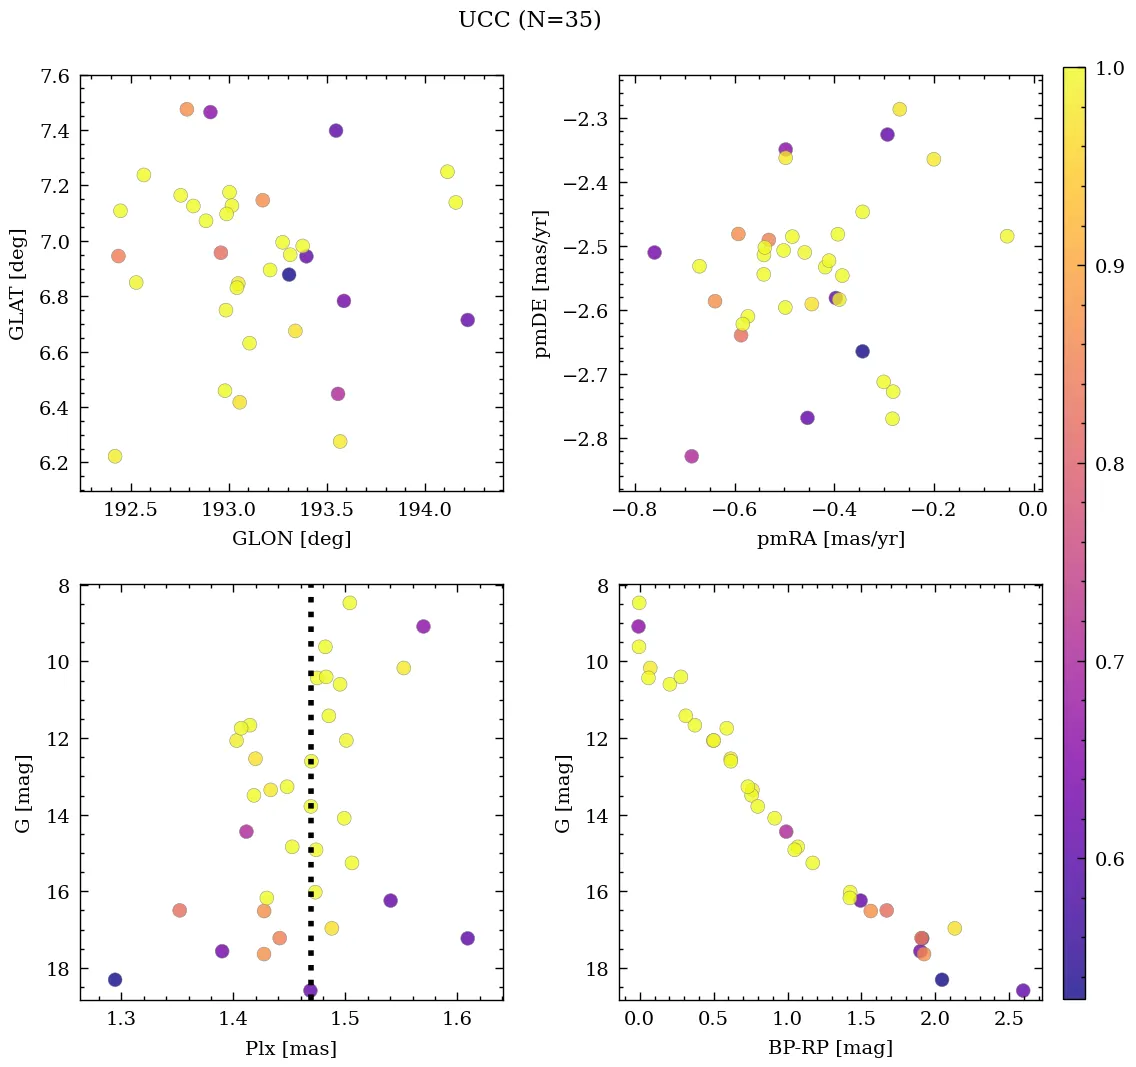 UCC (N=35)
7.6
7.4
7.2
7.0
6.8
6.6
6.4
6.2
GLAT [deg]
192.5 193.0 193.5 194.0
GLON [deg]
−2.3
−2.4
−2.5
−2.6
−2.7
−2.8
pmDE [mas/yr]
−0.8 −0.6 −0.4 −0.2 0.0
pmRA [mas/yr]
8
10
12
14
16
18
G [mag]
1.3 1.4 1.5 1.6
Plx [mas]
8
10
12
14
16
18
G [mag]
0.0 0.5 1.0 1.5 2.0 2.5
BP-RP [mag]
1.0
0.9
0.8
0.7
0.6